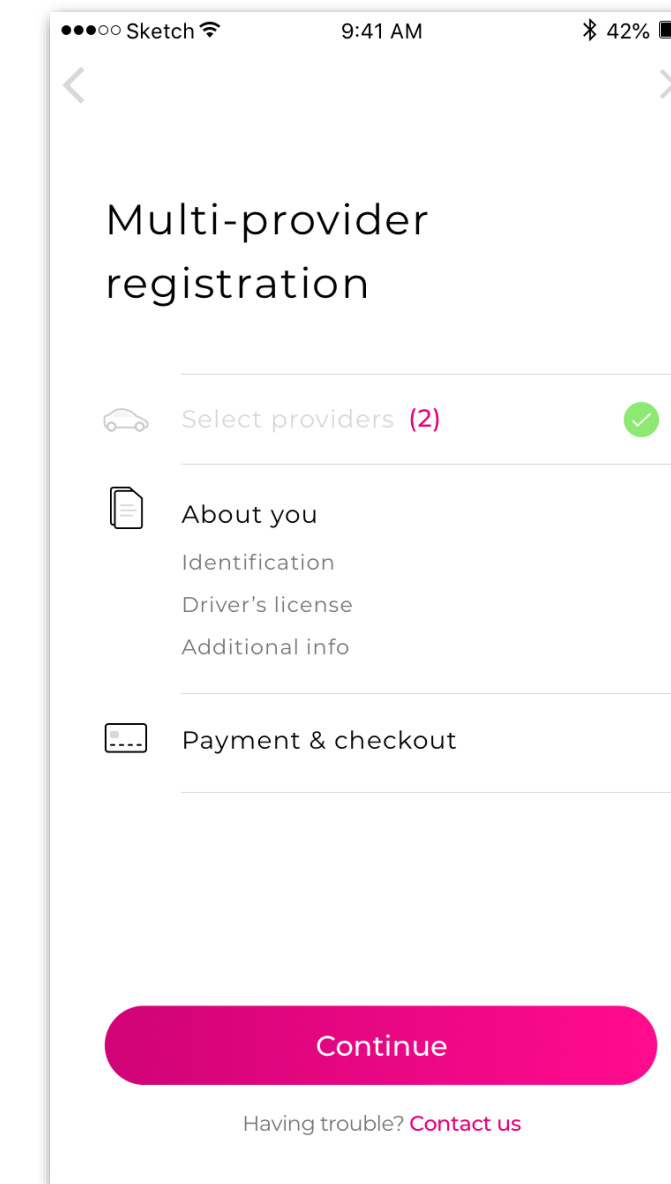 Sketch 9:41 AM 42%
Multi-provider
registration
Select providers (2)
About you
Identification
Driver’s license
Additional info
Payment & checkout
Continue
Having trouble? Contact us